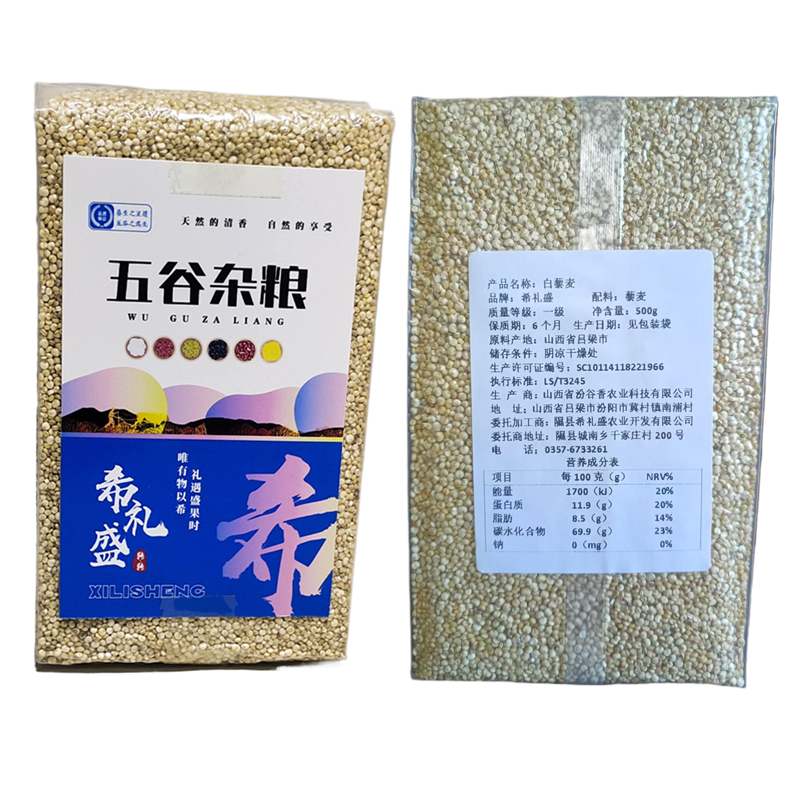 养生之正道
五谷之为先
天然的清香 自然的享受
五谷杂粮
WU GU ZA LIANG
礼遇盛果时
唯有物以希
希礼盛
希
XILISHENG
产品名称：白藜麦
品牌：希礼盛 配料：藜麦
质量等级：一级 净含量：500g
保质期：6个月 生产日期：见包装袋
原料产地：山西省吕梁市
储存条件：阴凉干燥处
生产许可证编号：SC10114118221966
执行标准：LS/T3245
生 产 商：山西省汾谷香农业科技有限公司
地 址：山西省吕梁市汾阳市冀村镇南浦村
委托加工商：隰县希礼盛农业开发有限公司
委托商地址：隰县城南乡千家庄村200号
电 话：0357-6733261
营养成分表
项目 每100克（g） NRV%
能量 1700（kJ） 20%
蛋白质 11.9（g） 20%
脂肪 8.5（g） 14%
碳水化合物 69.9（g） 23%
钠 0（mg） 0%